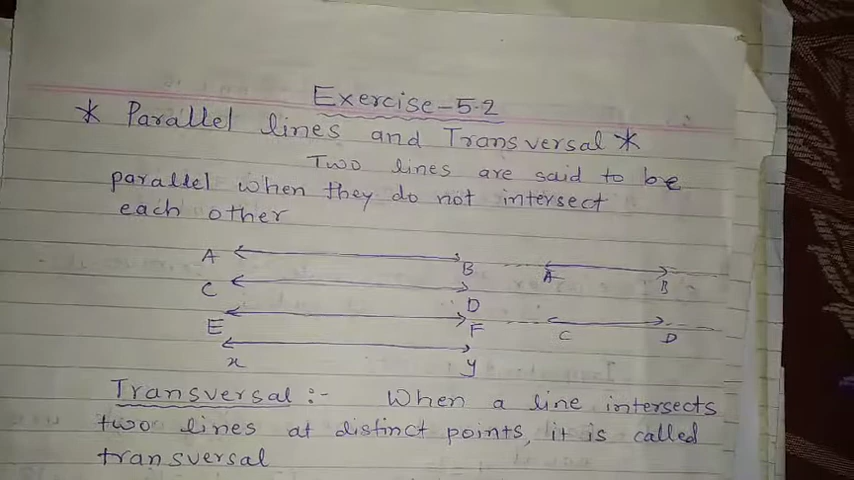 Exercise-5.2
* Parallel lines and Transversal *
Two lines are said to be
parallel when they do not intersect
each other
A B A B
C D
E F C D
x y
Transversal :- When a line intersects
two lines at distinct points, it is called
transversal